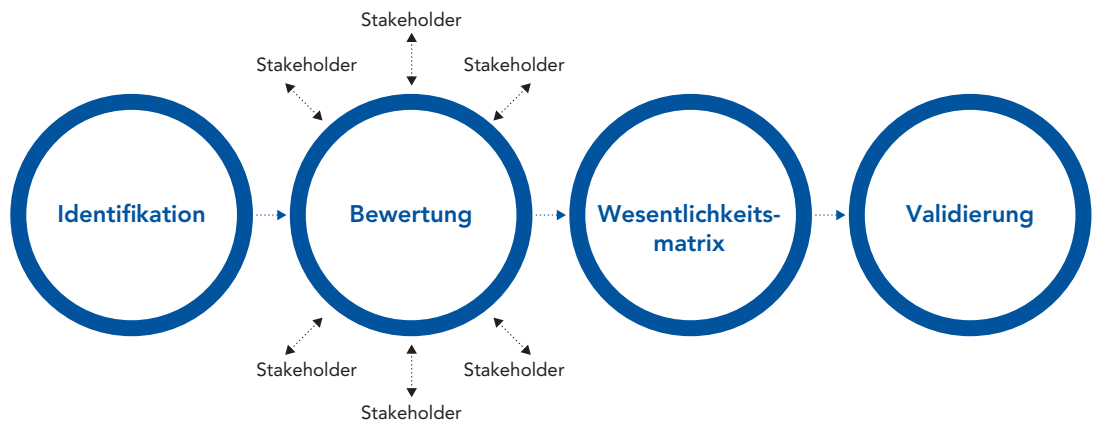 Stakeholder
Stakeholder
Stakeholder
Identifikation
Bewertung
Wesentlichkeits-
matrix
Validierung
Stakeholder
Stakeholder
Stakeholder